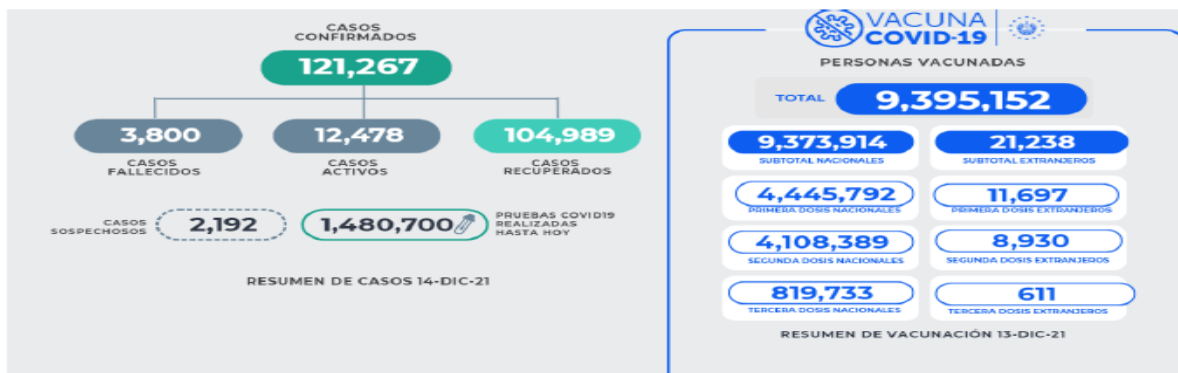 CASOS
CONFIRMADOS
121,267
3,800
CASOS
FALLECIDOS
12,478
CASOS
ACTIVOS
104,989
CASOS
RECUPERADOS
CASOS
SOSPECHOSOS
2,192
1,480,700
PRUEBAS COVID19
REALIZADAS
HASTA HOY
RESUMEN DE CASOS 14-DIC-21
VACUNA
COVID-19
PERSONAS VACUNADAS
TOTAL 9,395,152
9,373,914
SUBTOTAL NACIONALES
21,238
SUBTOTAL EXTRANJEROS
4,445,792
PRIMERA DOSIS NACIONALES
11,697
PRIMERA DOSIS EXTRANJEROS
4,108,389
SEGUNDA DOSIS NACIONALES
8,930
SEGUNDA DOSIS EXTRANJEROS
819,733
TERCERA DOSIS NACIONALES
611
TERCERA DOSIS EXTRANJEROS
RESUMEN DE VACUNACIÓN 13-DIC-21